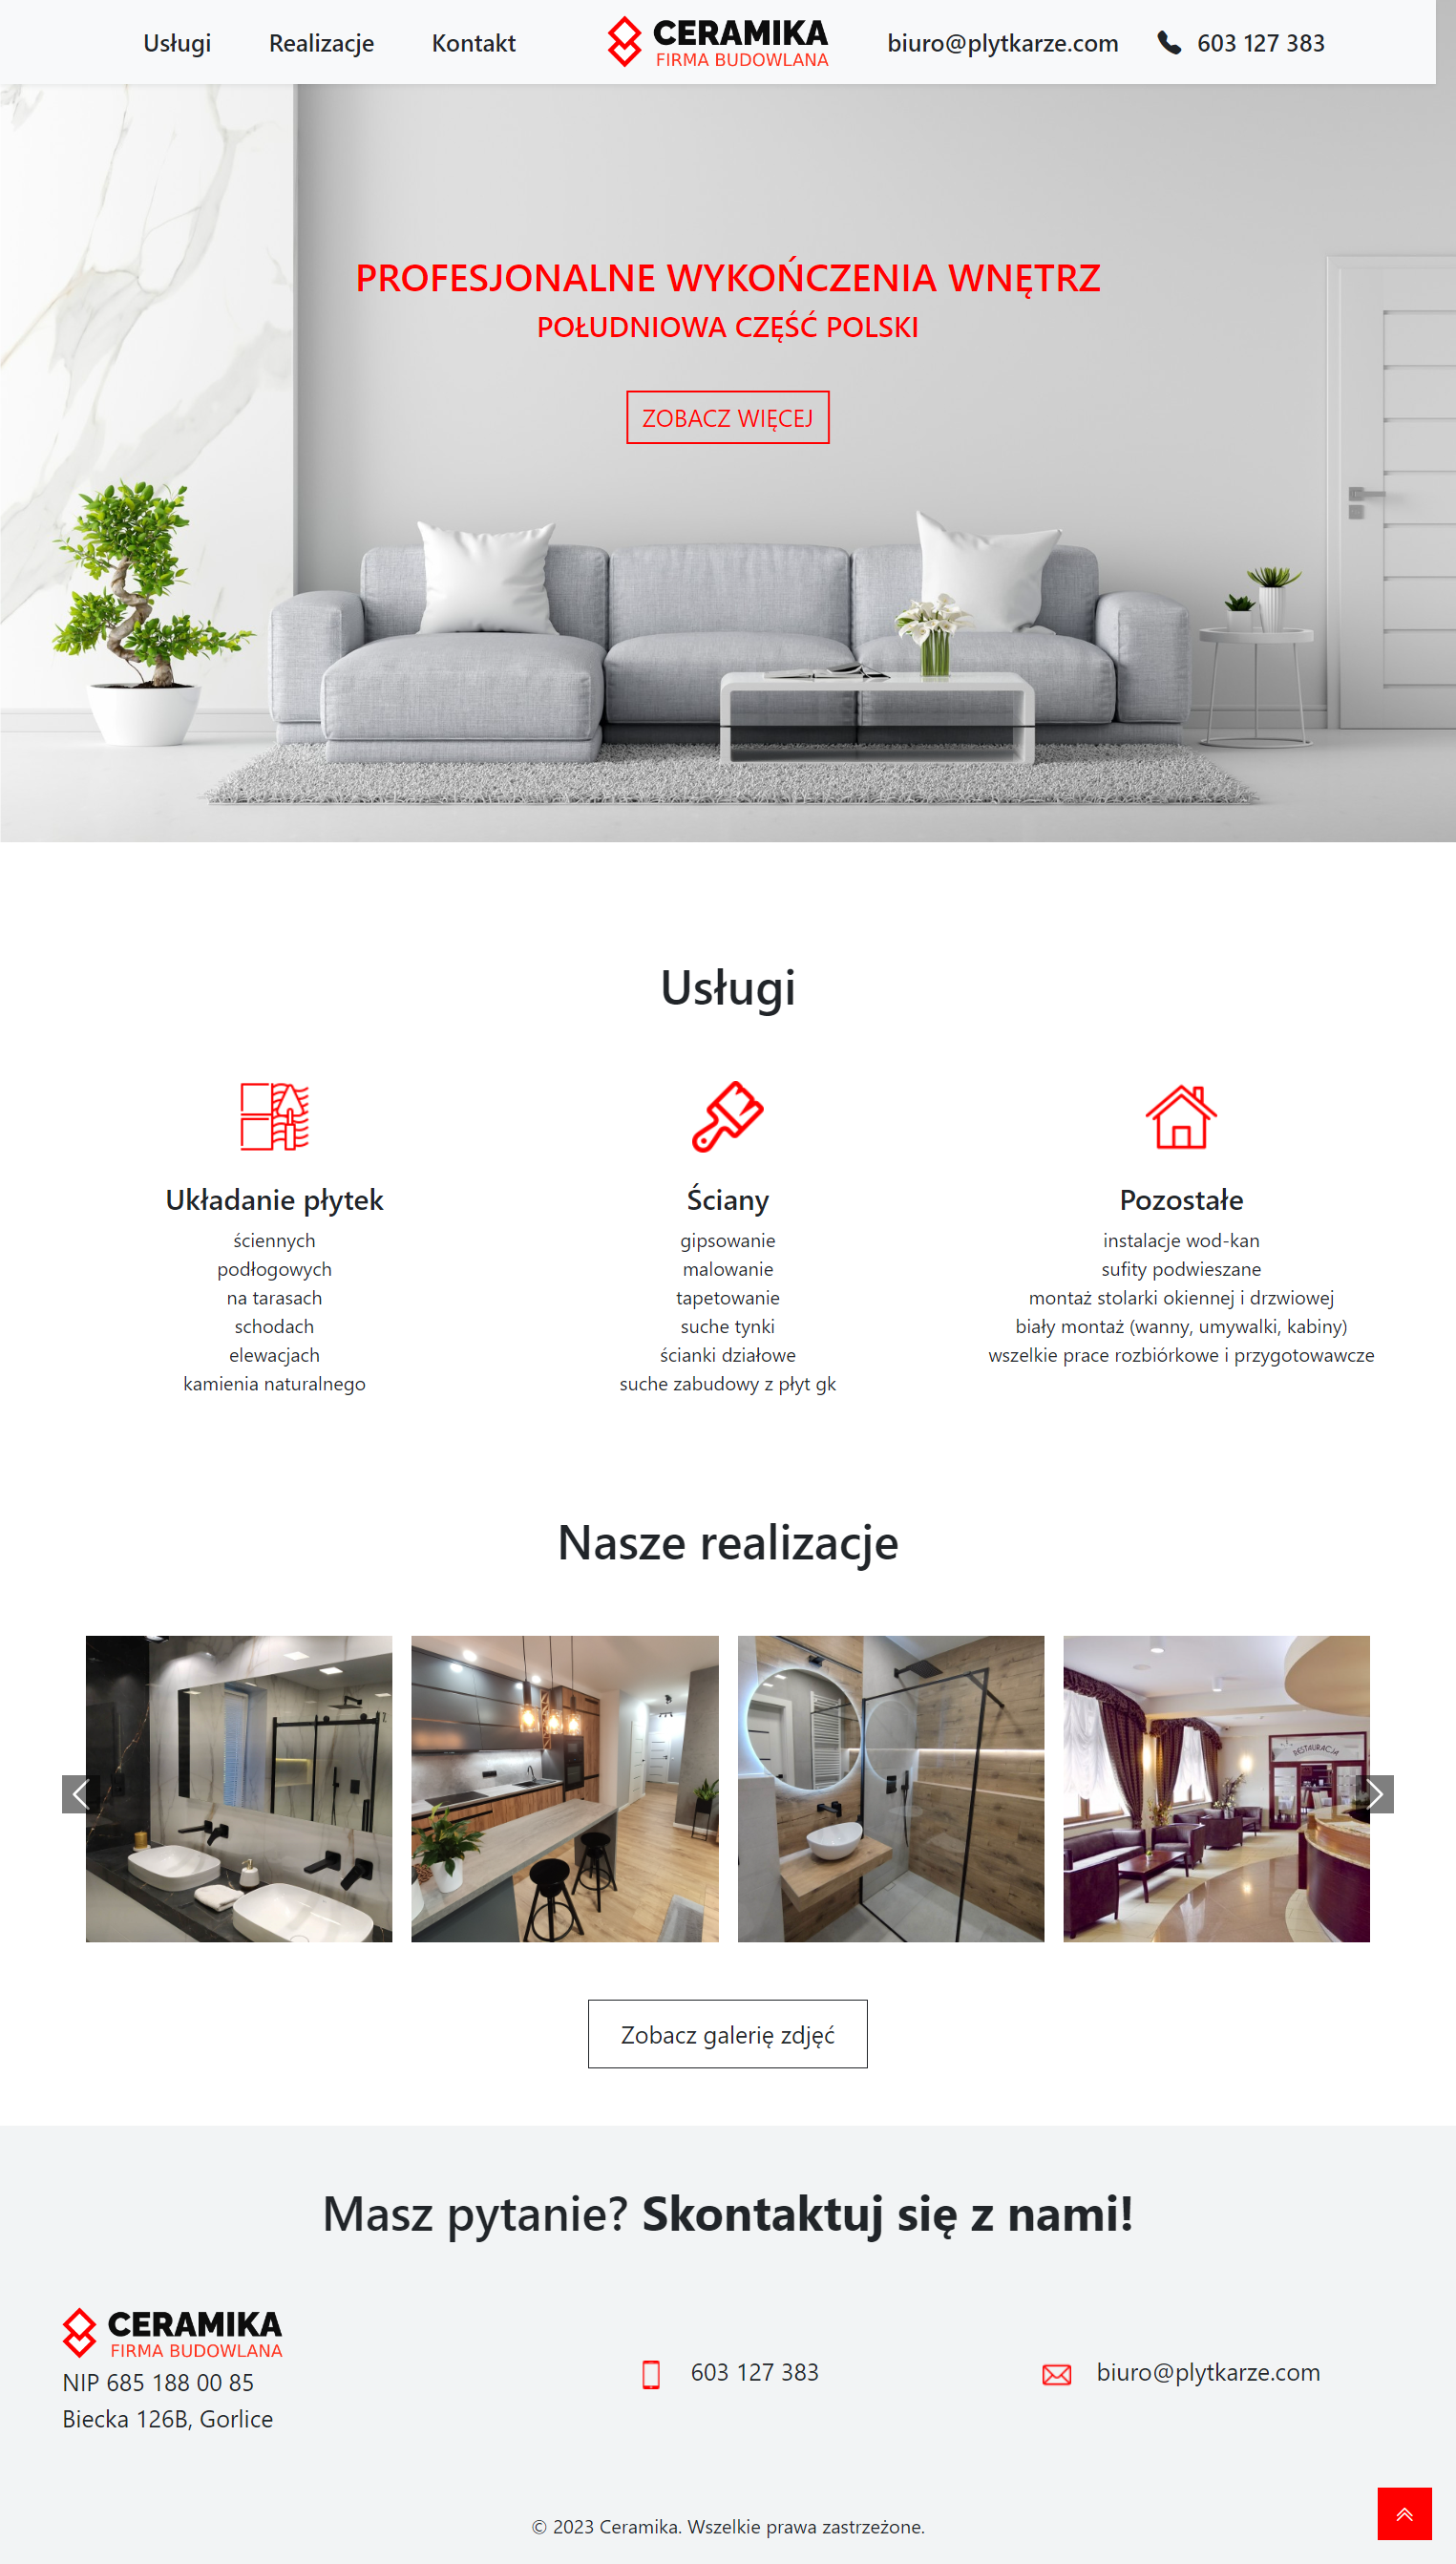 Usługi Realizacje Kontakt CERAMIKA biuro@plytkarze.com 603 127 383
FIRMA BUDOWLANA
PROFESJONALNE WYKOŃCZENIA WNĘTRZ
POŁUDNIOWA CZĘŚĆ POLSKI
ZOBACZ WIĘCEJ
Usługi
Układanie płytek
ściennych
podłogowych
na tarasach
schodach
elewacjach
kamienia naturalnego
Ściany
gipsowanie
malowanie
tapetowanie
suche tynki
ścianki działowe
suche zabudowy z płyt gk
Pozostałe
instalacje wod-kan
sufity podwieszane
montaż stolarki okiennej i drzwiowej
biały montaż (wanny, umywalki, kabiny)
wszelkie prace rozbiórkowe i przygotowawcze
Nasze realizacje
RESTAURACJA
Zobacz galerię zdjęć
Masz pytanie? Skontaktuj się z nami!
CERAMIKA
FIRMA BUDOWLANA
NIP 685 188 00 85
Biecka 126B, Gorlice
603 127 383
biuro@plytkarze.com
© 2023 Ceramika. Wszelkie prawa zastrzeżone.